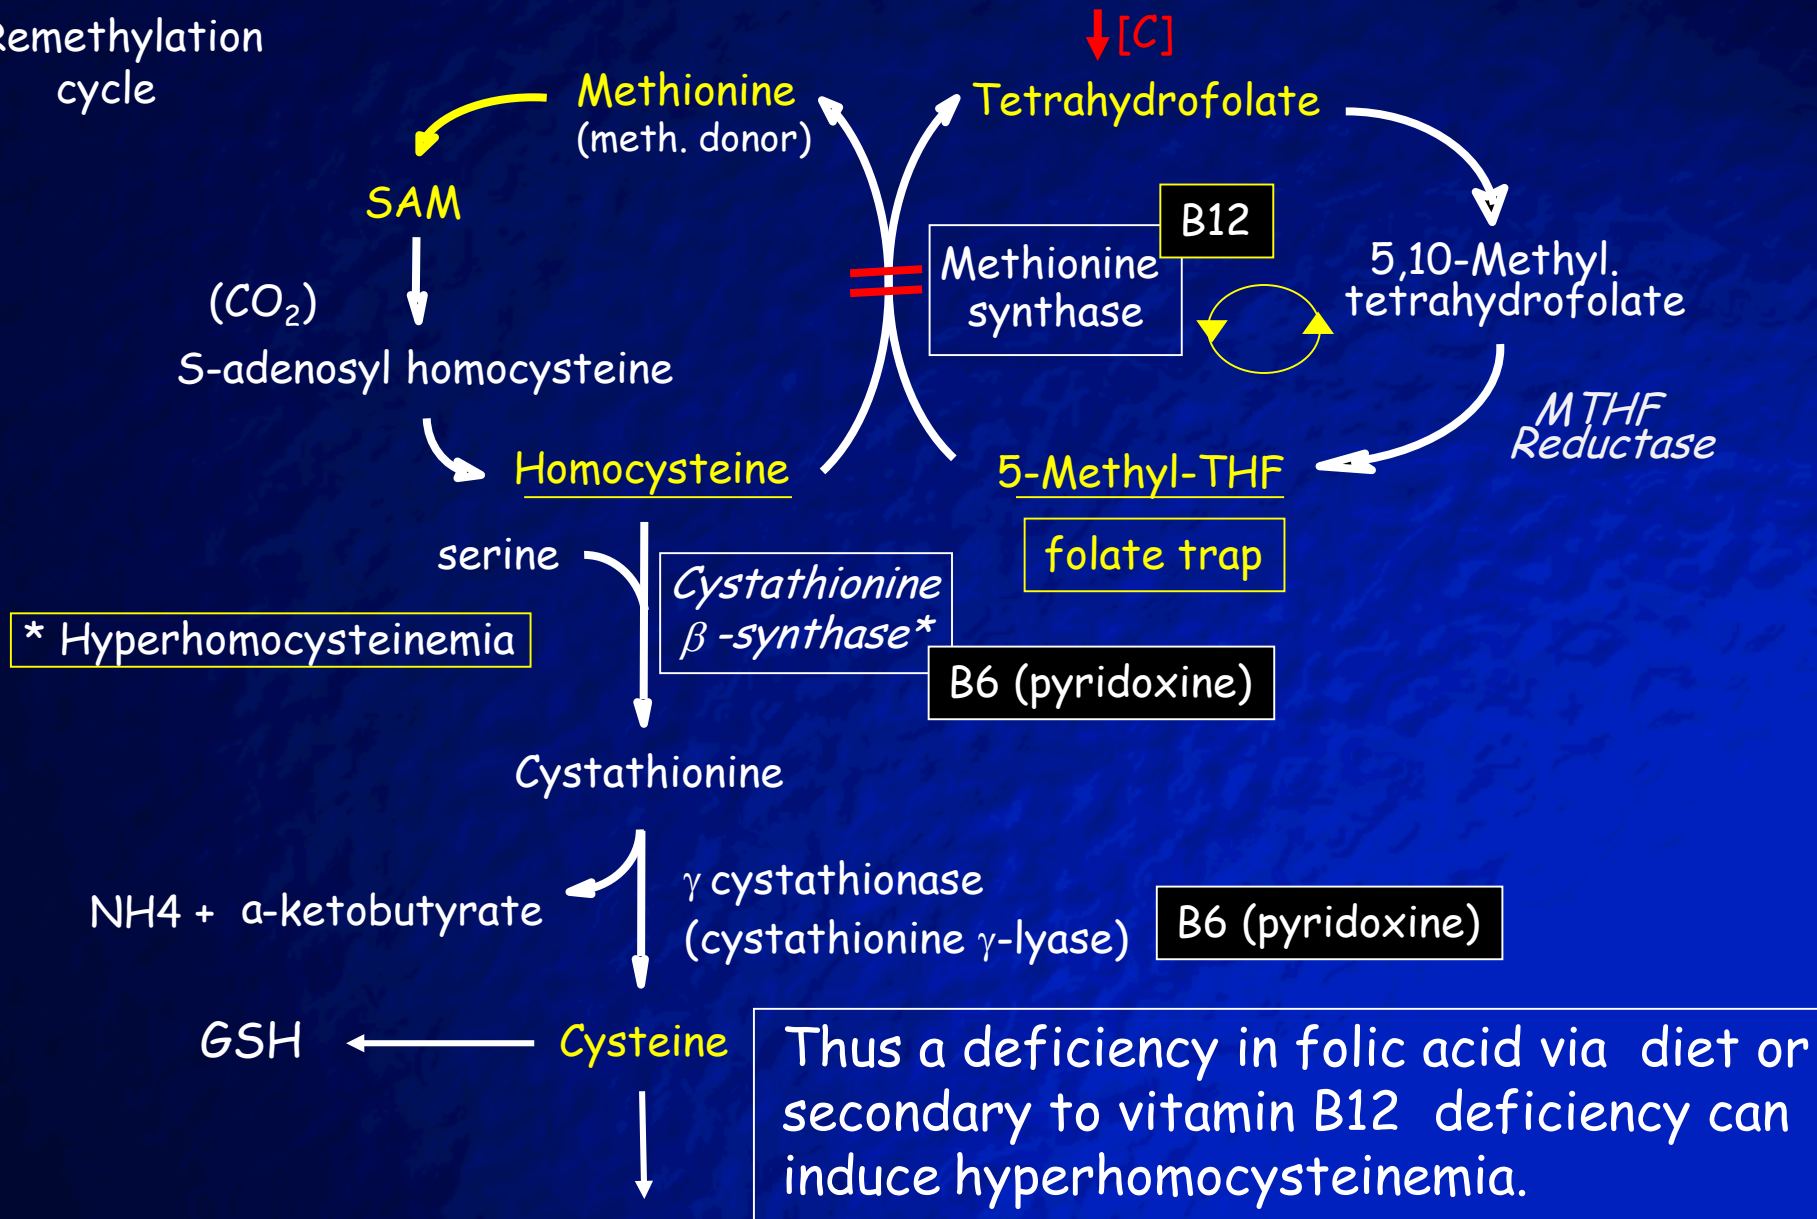 Remethylation
cycle
[C]
Methionine
(meth. donor)
Tetrahydrofolate
SAM
B12
Methionine
synthase
5,10-Methyl.
tetrahydrofolate
(CO₂)
S-adenosyl homocysteine
MTHF
Reductase
Homocysteine
5-Methyl-THF
serine
folate trap
Cystathionine
β -synthase*
* Hyperhomocysteinemia
B6 (pyridoxine)
Cystathionine
γ cystathionase
(cystathionine γ-lyase)
NH4 + α-ketobutyrate
B6 (pyridoxine)
GSH
Cysteine
Thus a deficiency in folic acid via diet or
secondary to vitamin B12 deficiency can
induce hyperhomocysteinemia.